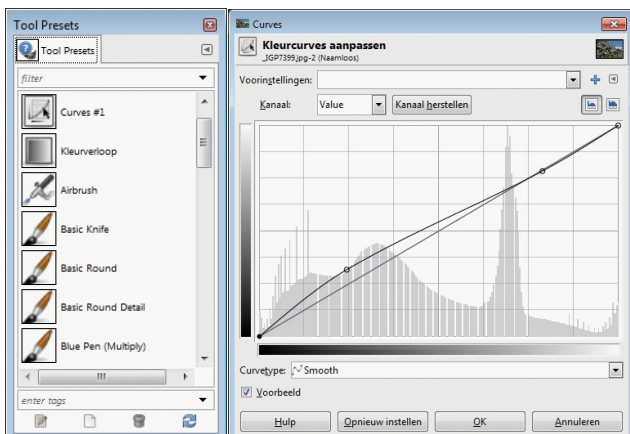 Tool Presets
Tool Presets
filter
Curves #1
Kleurverloop
Airbrush
Basic Knife
Basic Round
Basic Round Detail
Blue Pen (Multiply)
enter tags
Curves
Kleurcurves aanpassen
_IGP7399.jpg-2 (Naamloos)
Voorinstellingen:
Kanaal: Value Kanaal herstellen
Curvetype: Smooth
Voorbeeld
Hulp Opnieuw instellen OK Annuleren